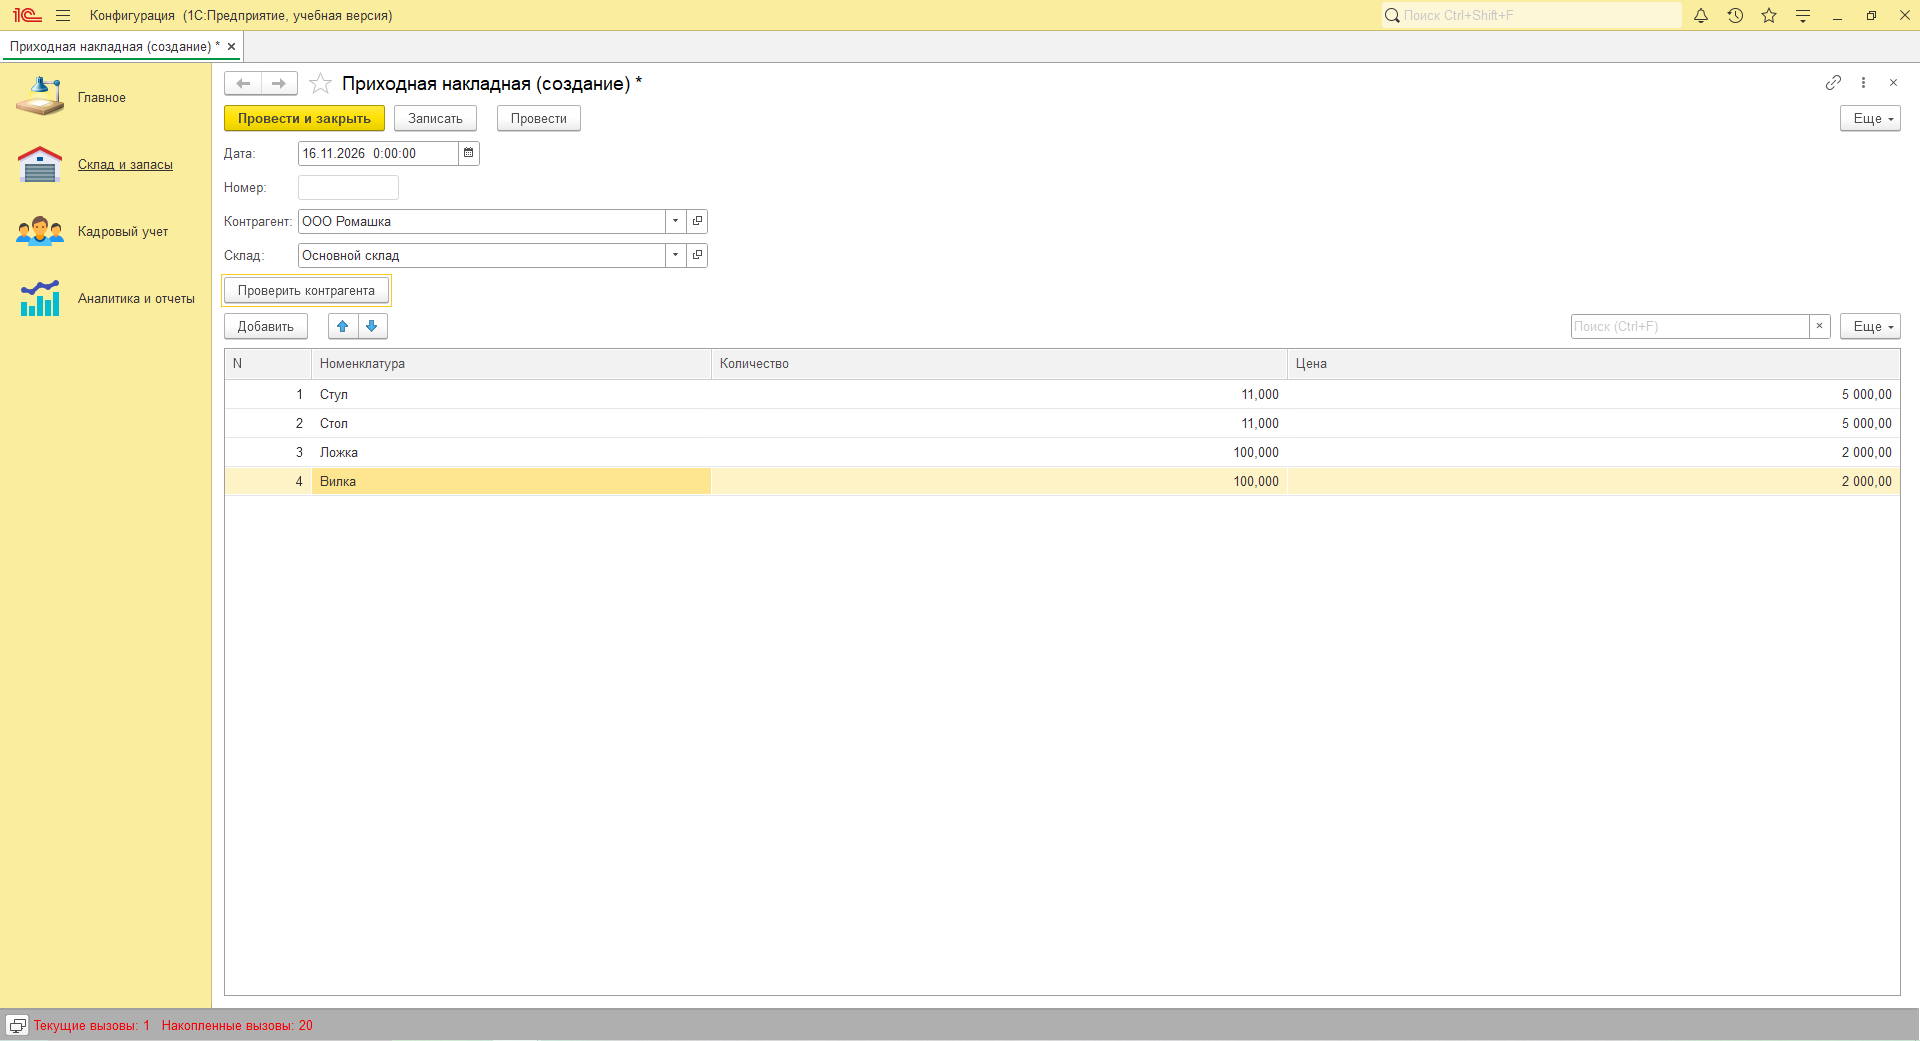 1С Конфигурация (1С:Предприятие, учебная версия) Поиск Ctrl+Shift+F
Приходная накладная (создание) *
Главное
Склад и запасы
Кадровый учет
Аналитика и отчеты
Приходная накладная (создание) *
Провести и закрыть Записать Провести Еще
Дата: 16.11.2026 0:00:00
Номер:
Контрагент: ООО Ромашка
Склад: Основной склад
Проверить контрагента
Добавить Поиск (Ctrl+F) Еще
N Номенклатура Количество Цена
1 Стул 11,000 5 000,00
2 Стол 11,000 5 000,00
3 Ложка 100,000 2 000,00
4 Вилка 100,000 2 000,00
Текущие вызовы: 1 Накопленные вызовы: 20